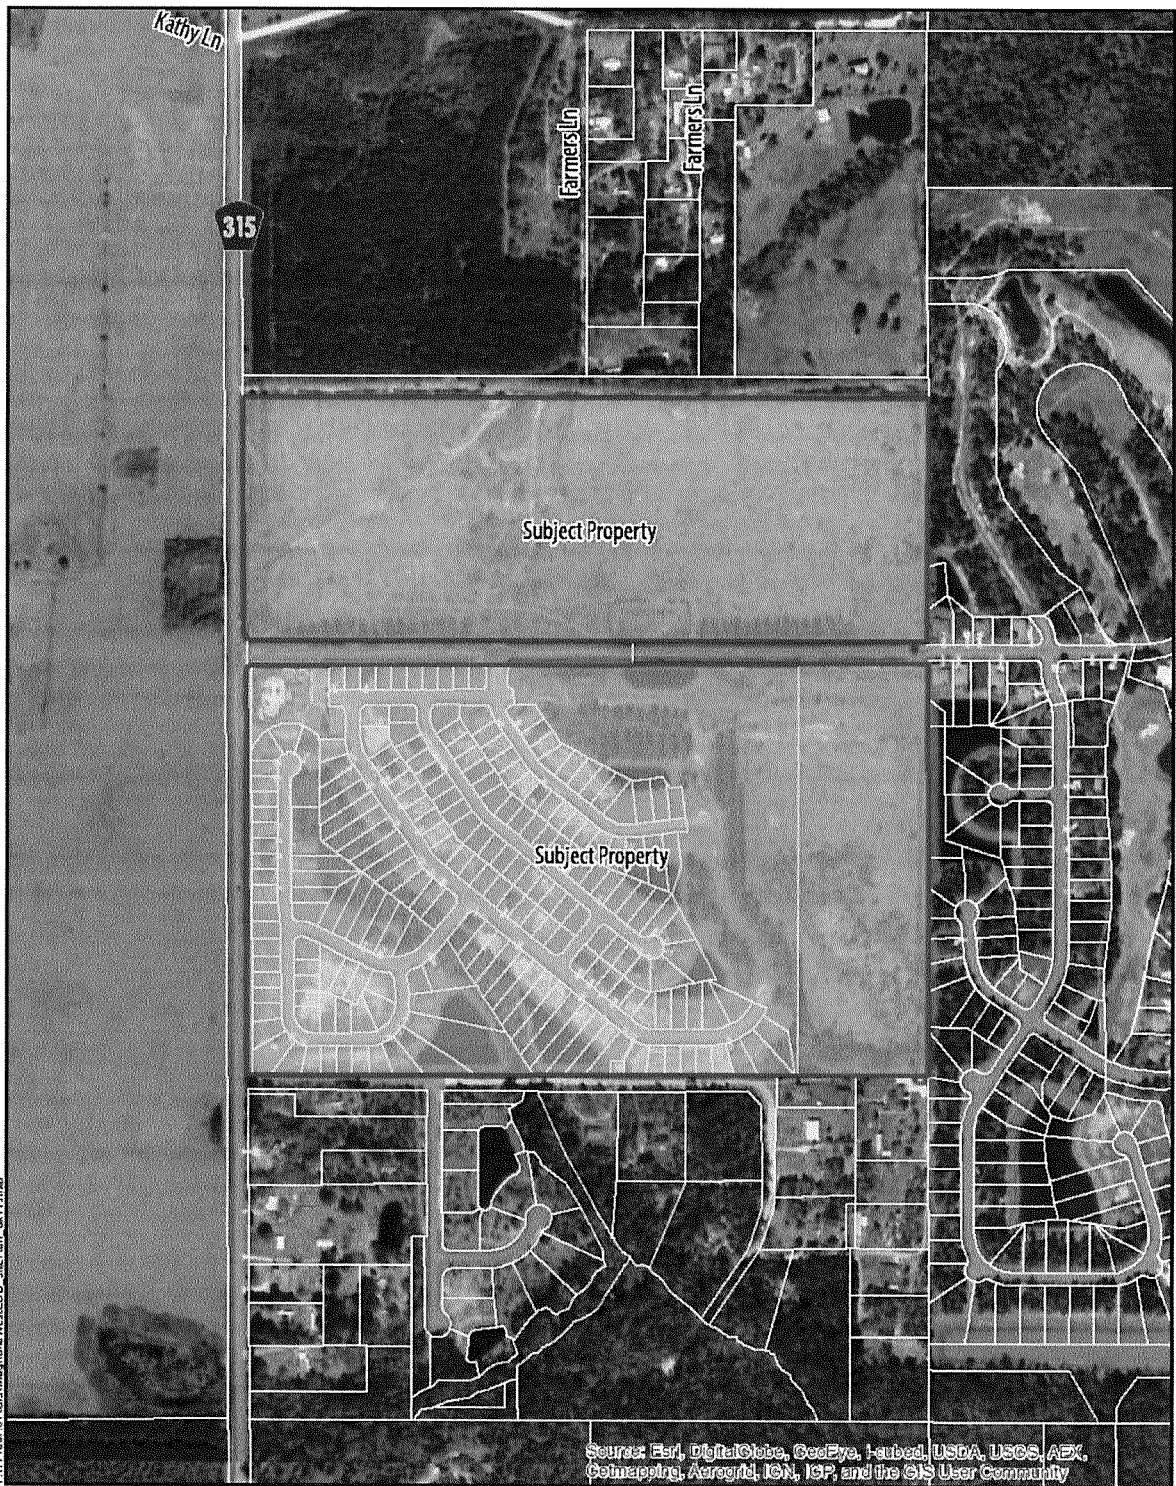 Kathy Ln
Farmers Ln
Farmers Ln
315
Subject Property
Subject Property
Source: Esri, DigitalGlobe, GeoEye, i-cubed, USDA, USGS, AEX,
Getmapping, Aerogrid, IGN, IGP, and the GIS User Community